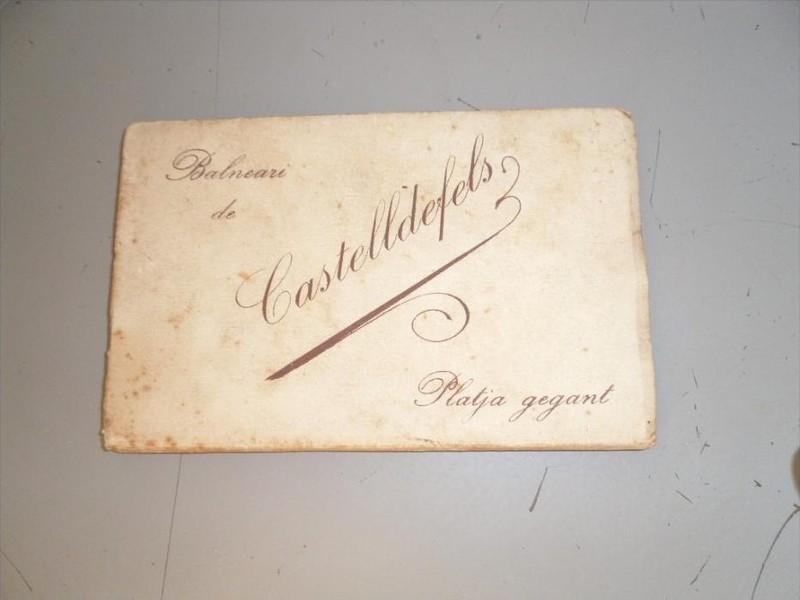 Balneari
de
Castelldefels
Platja gegant